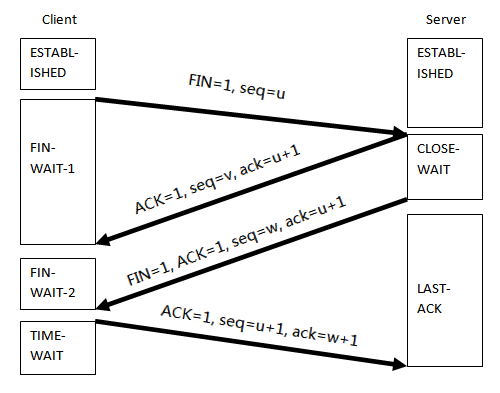 Client
Server
ESTABL-
ISHED
ESTABL-
ISHED
FIN=1, seq=u
FIN-
WAIT-1
CLOSE-
WAIT
ACK=1, seq=v, ack=u+1
FIN=1, ACK=1, seq=w, ack=u+1
FIN-
WAIT-2
LAST-
ACK
ACK=1, seq=u+1, ack=w+1
TIME-
WAIT